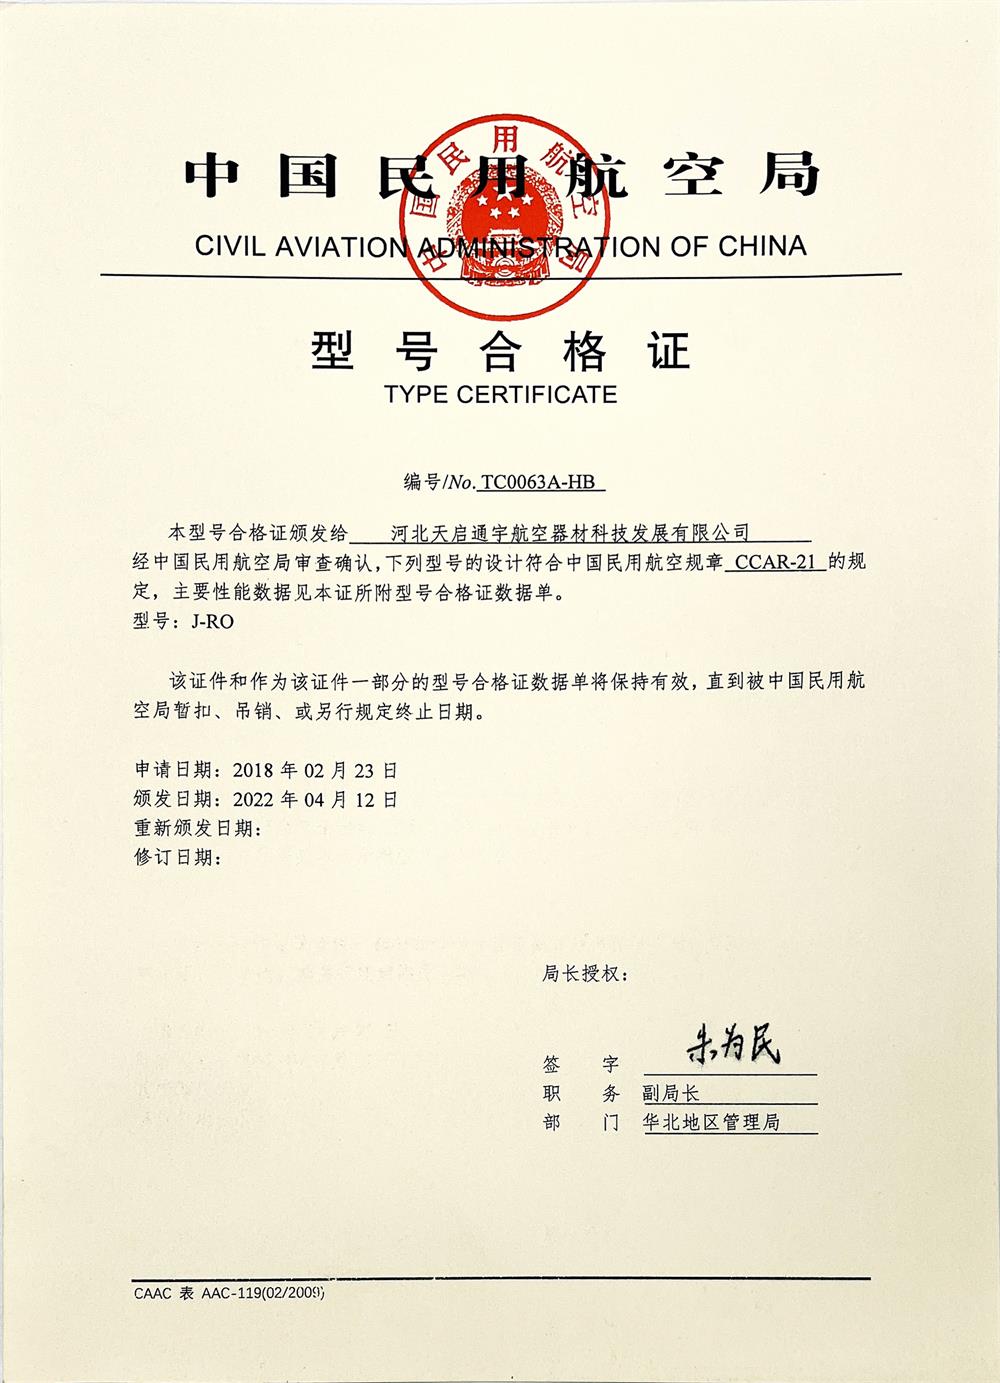 中国民用航空局
中国民用航空局
CIVIL AVIATION ADMINISTRATION OF CHINA
型号合格证
TYPE CERTIFICATE
编号/No. TC0063A-HB
本型号合格证颁发给 河北天启通宇航空器材科技发展有限公司
经中国民用航空局审查确认,下列型号的设计符合中国民用航空规章 CCAR-21 的规
定，主要性能数据见本证所附型号合格证数据单。
型号：J-RO
该证件和作为该证件一部分的型号合格证数据单将保持有效，直到被中国民用航
空局暂扣、吊销、或另行规定终止日期。
申请日期：2018 年 02 月 23 日
颁发日期：2022 年 04 月 12 日
重新颁发日期：
修订日期：
局长授权：
签 字 朱为民
职 务 副局长
部 门 华北地区管理局
CAAC 表 AAC-119(02/2009)